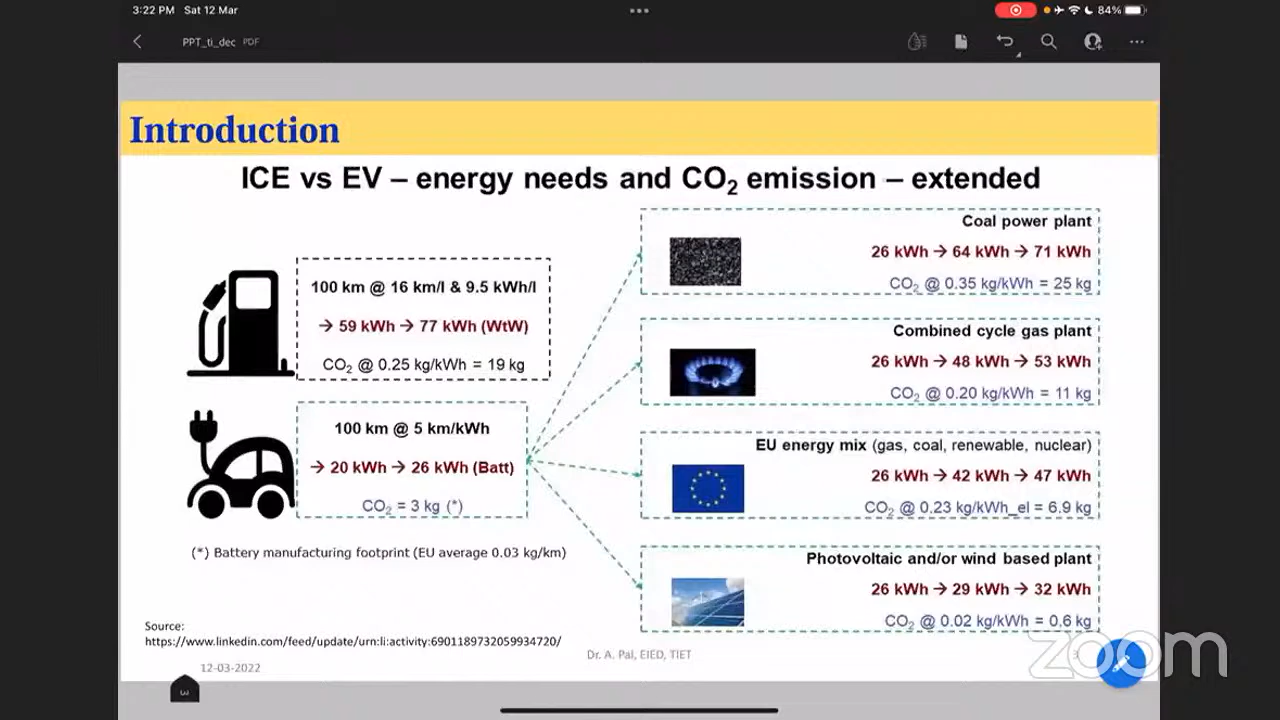 3:22 PM Sat 12 Mar
84%
PPT_ti_dec PDF
Introduction
ICE vs EV – energy needs and CO₂ emission – extended
100 km @ 16 km/l & 9.5 kWh/l
→ 59 kWh → 77 kWh (WtW)
CO₂ @ 0.25 kg/kWh = 19 kg
100 km @ 5 km/kWh
→ 20 kWh → 26 kWh (Batt)
CO₂ = 3 kg (*)
(*) Battery manufacturing footprint (EU average 0.03 kg/km)
Coal power plant
26 kWh → 64 kWh → 71 kWh
CO₂ @ 0.35 kg/kWh = 25 kg
Combined cycle gas plant
26 kWh → 48 kWh → 53 kWh
CO₂ @ 0.20 kg/kWh = 11 kg
EU energy mix (gas, coal, renewable, nuclear)
26 kWh → 42 kWh → 47 kWh
CO₂ @ 0.23 kg/kWh_el = 6.9 kg
Photovoltaic and/or wind based plant
26 kWh → 29 kWh → 32 kWh
CO₂ @ 0.02 kg/kWh = 0.6 kg
Source:
https://www.linkedin.com/feed/update/urn:li:activity:6901189732059934720/
12-03-2022
Dr. A. Pal, EIED, TIET
3
zoom